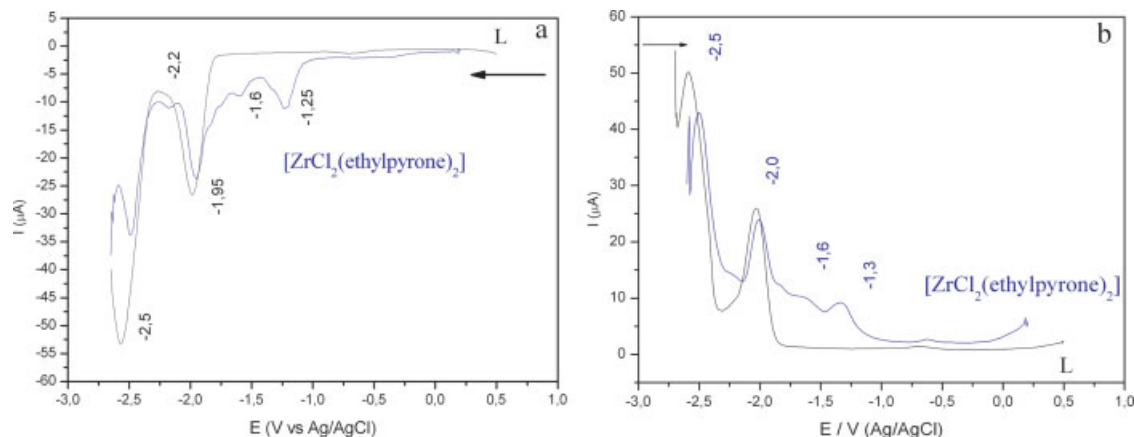 L
a
-2,2
-1,6
-1,25
[ZrCl₂(ethylpyrone)₂]
-1,95
-2,5
5
0
-5
-10
-15
-20
-25
-30
-35
-40
-45
-50
-55
-60
I (μA)
-3,0 -2,5 -2,0 -1,5 -1,0 -0,5 0,0 0,5 1,0
E (V vs Ag/AgCl)
b
-2,5
-2,0
-1,6
-1,3
[ZrCl₂(ethylpyrone)₂]
L
60
50
40
30
20
10
0
I (μA)
-3,0 -2,5 -2,0 -1,5 -1,0 -0,5 0,0 0,5 1,0
E / V (Ag/AgCl)